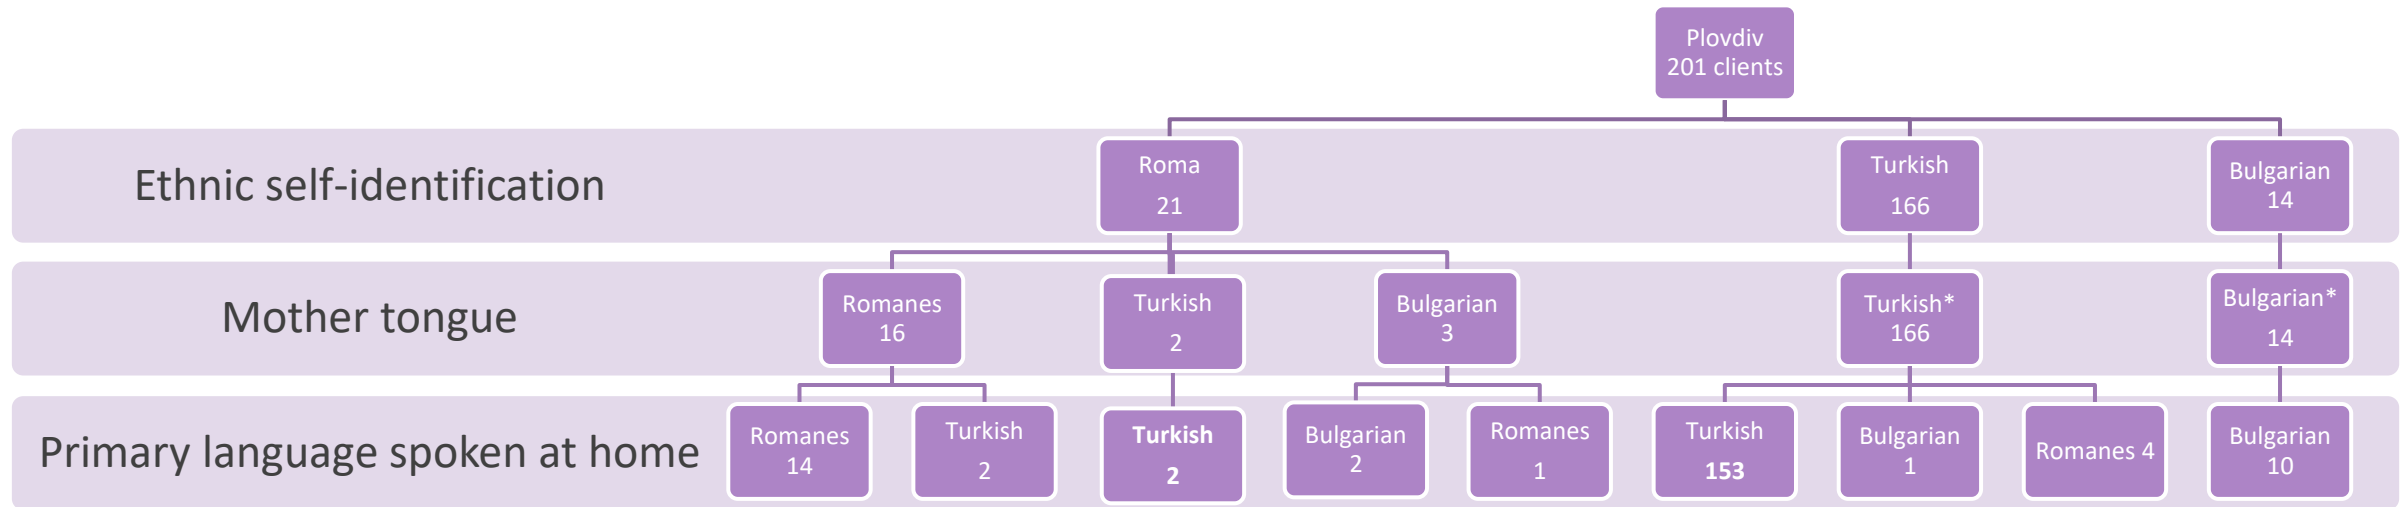 Plovdiv
201 clients
Ethnic self-identification
Roma
21
Turkish
166
Bulgarian
14
Mother tongue
Romanes
16
Turkish
2
Bulgarian
3
Turkish*
166
Bulgarian*
14
Primary language spoken at home
Romanes
14
Turkish
2
Turkish
2
Bulgarian
2
Romanes
1
Turkish
153
Bulgarian
1
Romanes 4
Bulgarian
10